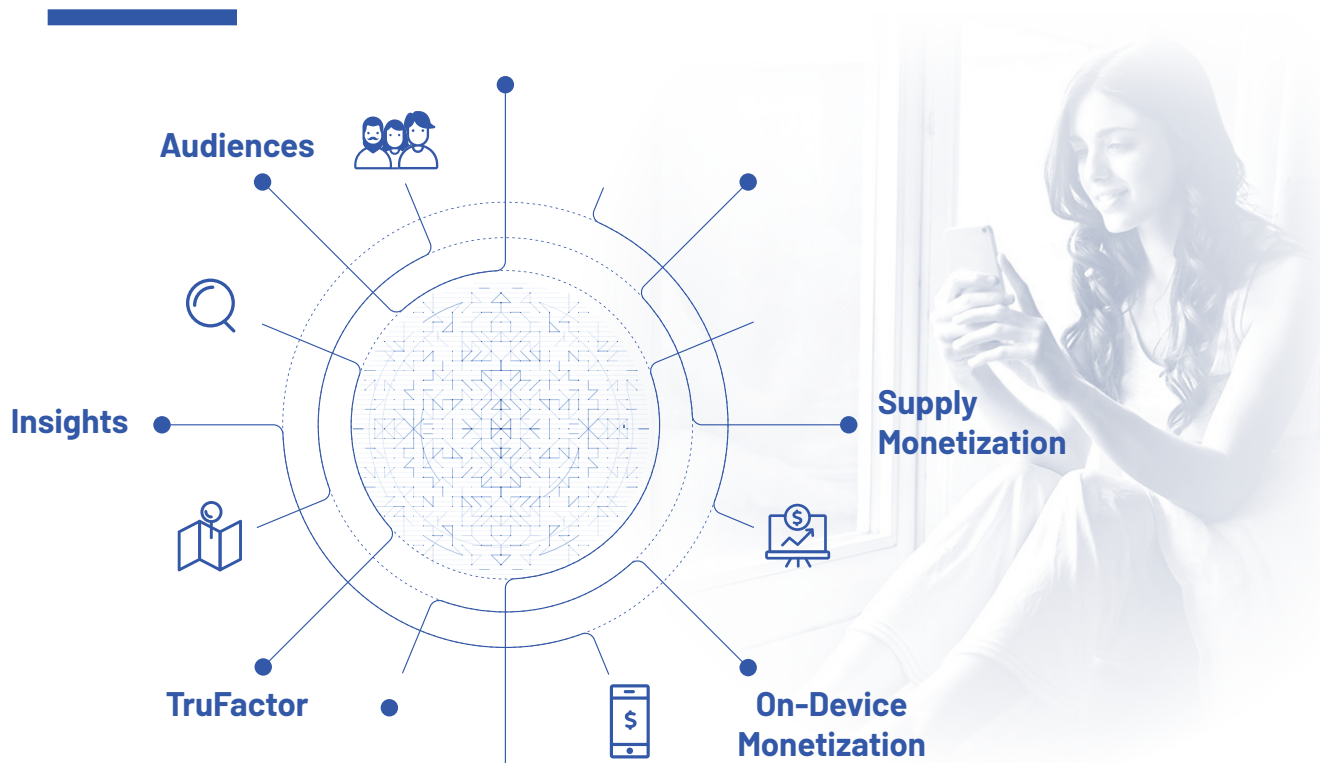 Audiences
Insights
Supply
Monetization
TruFactor
On-Device
Monetization
$
$